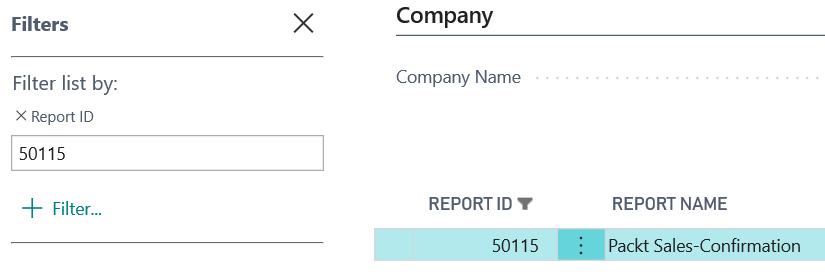 Filters
Filter list by:
× Report ID
50115
+ Filter...
Company
Company Name
REPORT ID REPORT NAME
50115 Packt Sales-Confirmation